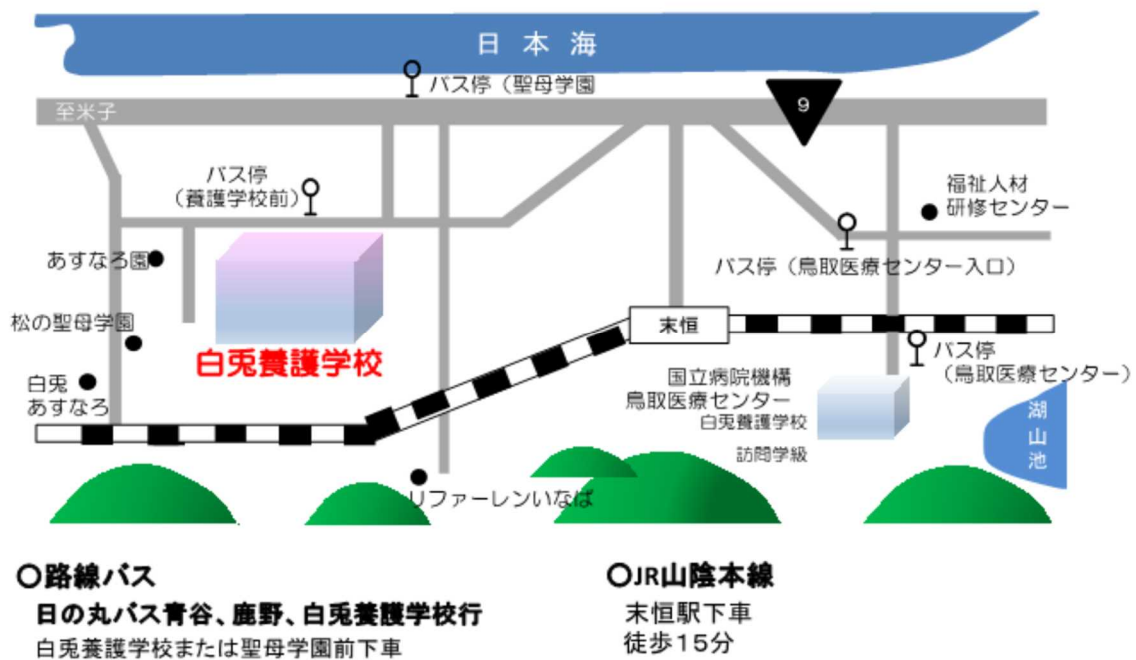 日本海
バス停（聖母学園
至米子
9
バス停
（養護学校前）
福祉人材
研修センター
あすなろ園
バス停（鳥取医療センター入口）
松の聖母学園
末恒
白兎養護学校
バス停
（鳥取医療センター）
白兎
あすなろ
国立病院機構
鳥取医療センター
白兎養護学校
訪問学級
湖山池
リファーレンいなば
〇路線バス
日の丸バス青谷、鹿野、白兎養護学校行
白兎養護学校または聖母学園前下車
〇JR山陰本線
末恒駅下車
徒歩１５分